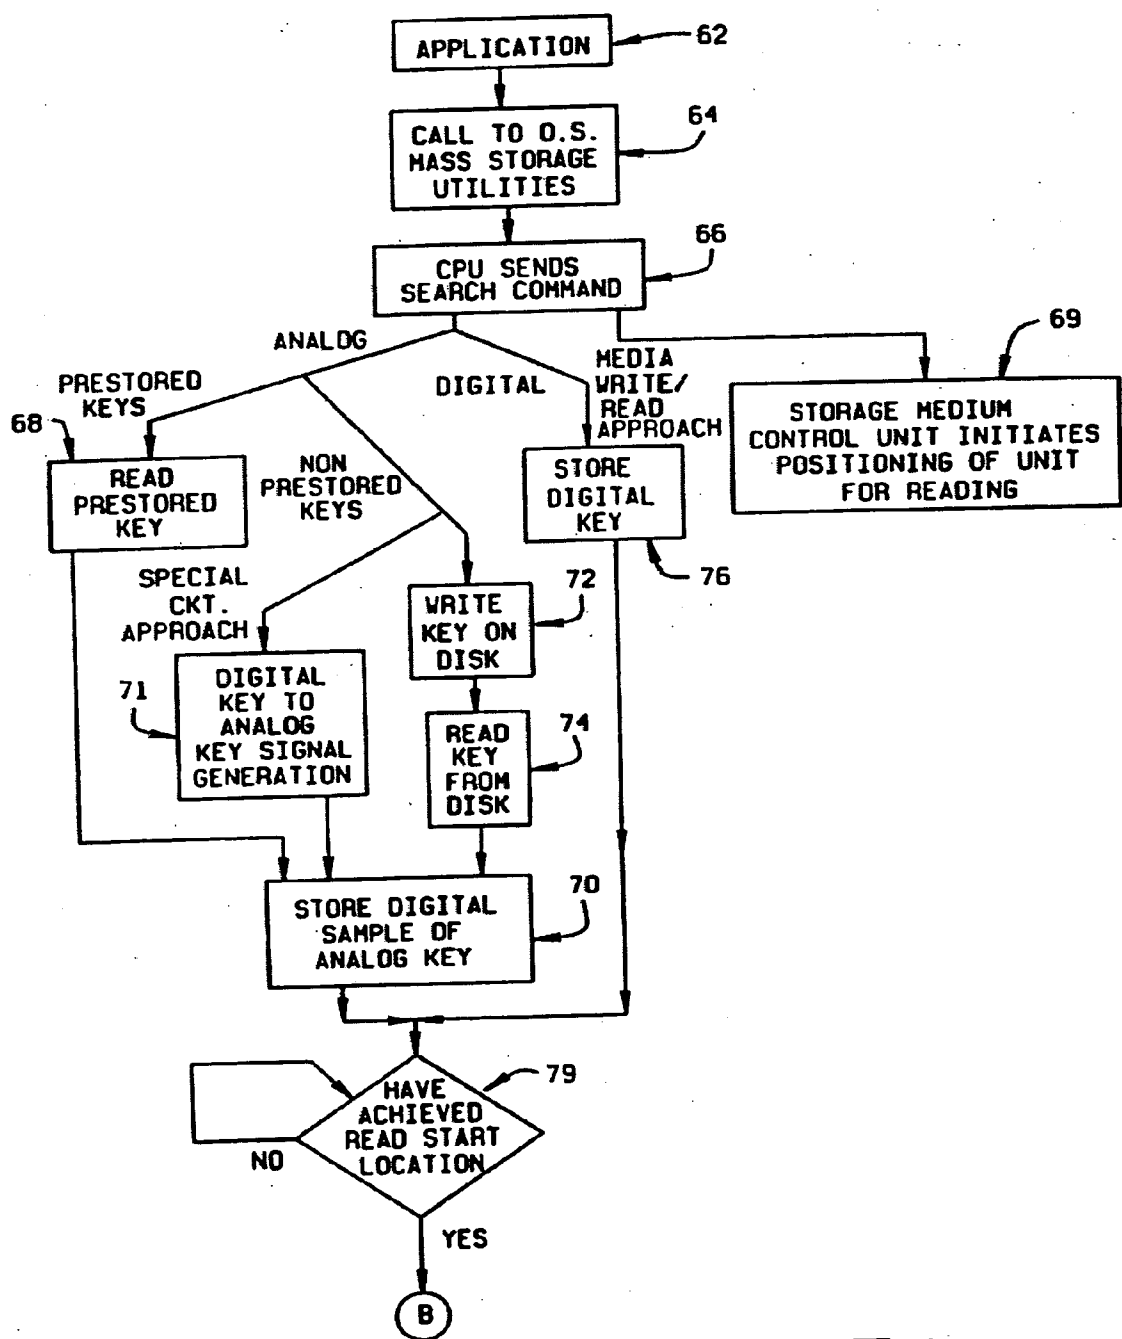 APPLICATION
62
CALL TO O.S.
MASS STORAGE
UTILITIES
64
CPU SENDS
SEARCH COMMAND
66
ANALOG
PRESTORED
KEYS
68
READ
PRESTORED
KEY
NON
PRESTORED
KEYS
DIGITAL
MEDIA
WRITE/
READ
APPROACH
STORE
DIGITAL
KEY
76
69
STORAGE MEDIUM
CONTROL UNIT INITIATES
POSITIONING OF UNIT
FOR READING
SPECIAL
CKT.
APPROACH
71
DIGITAL
KEY TO
ANALOG
KEY SIGNAL
GENERATION
WRITE
KEY ON
DISK
72
READ
KEY
FROM
DISK
74
STORE DIGITAL
SAMPLE OF
ANALOG KEY
70
HAVE
ACHIEVED
READ START
LOCATION
79
NO
YES
B